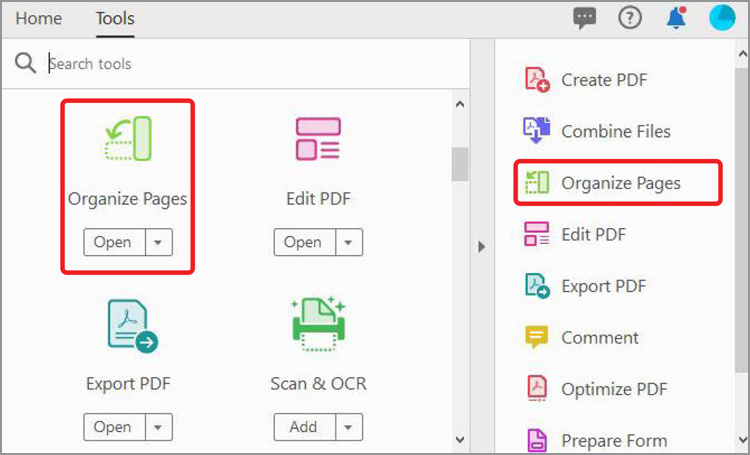 Home Tools
Search tools
Organize Pages Edit PDF
Open Open
Export PDF Scan & OCR
Open Add
Create PDF
Combine Files
Organize Pages
Edit PDF
Export PDF
Comment
Optimize PDF
Prepare Form